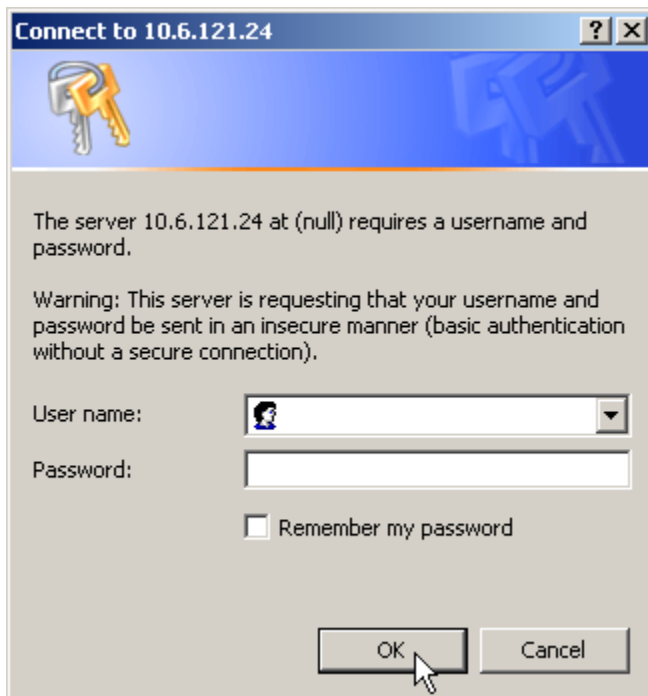 Connect to 10.6.121.24
The server 10.6.121.24 at (null) requires a username and
password.
Warning: This server is requesting that your username and
password be sent in an insecure manner (basic authentication
without a secure connection).
User name:
Password:
Remember my password
OK Cancel